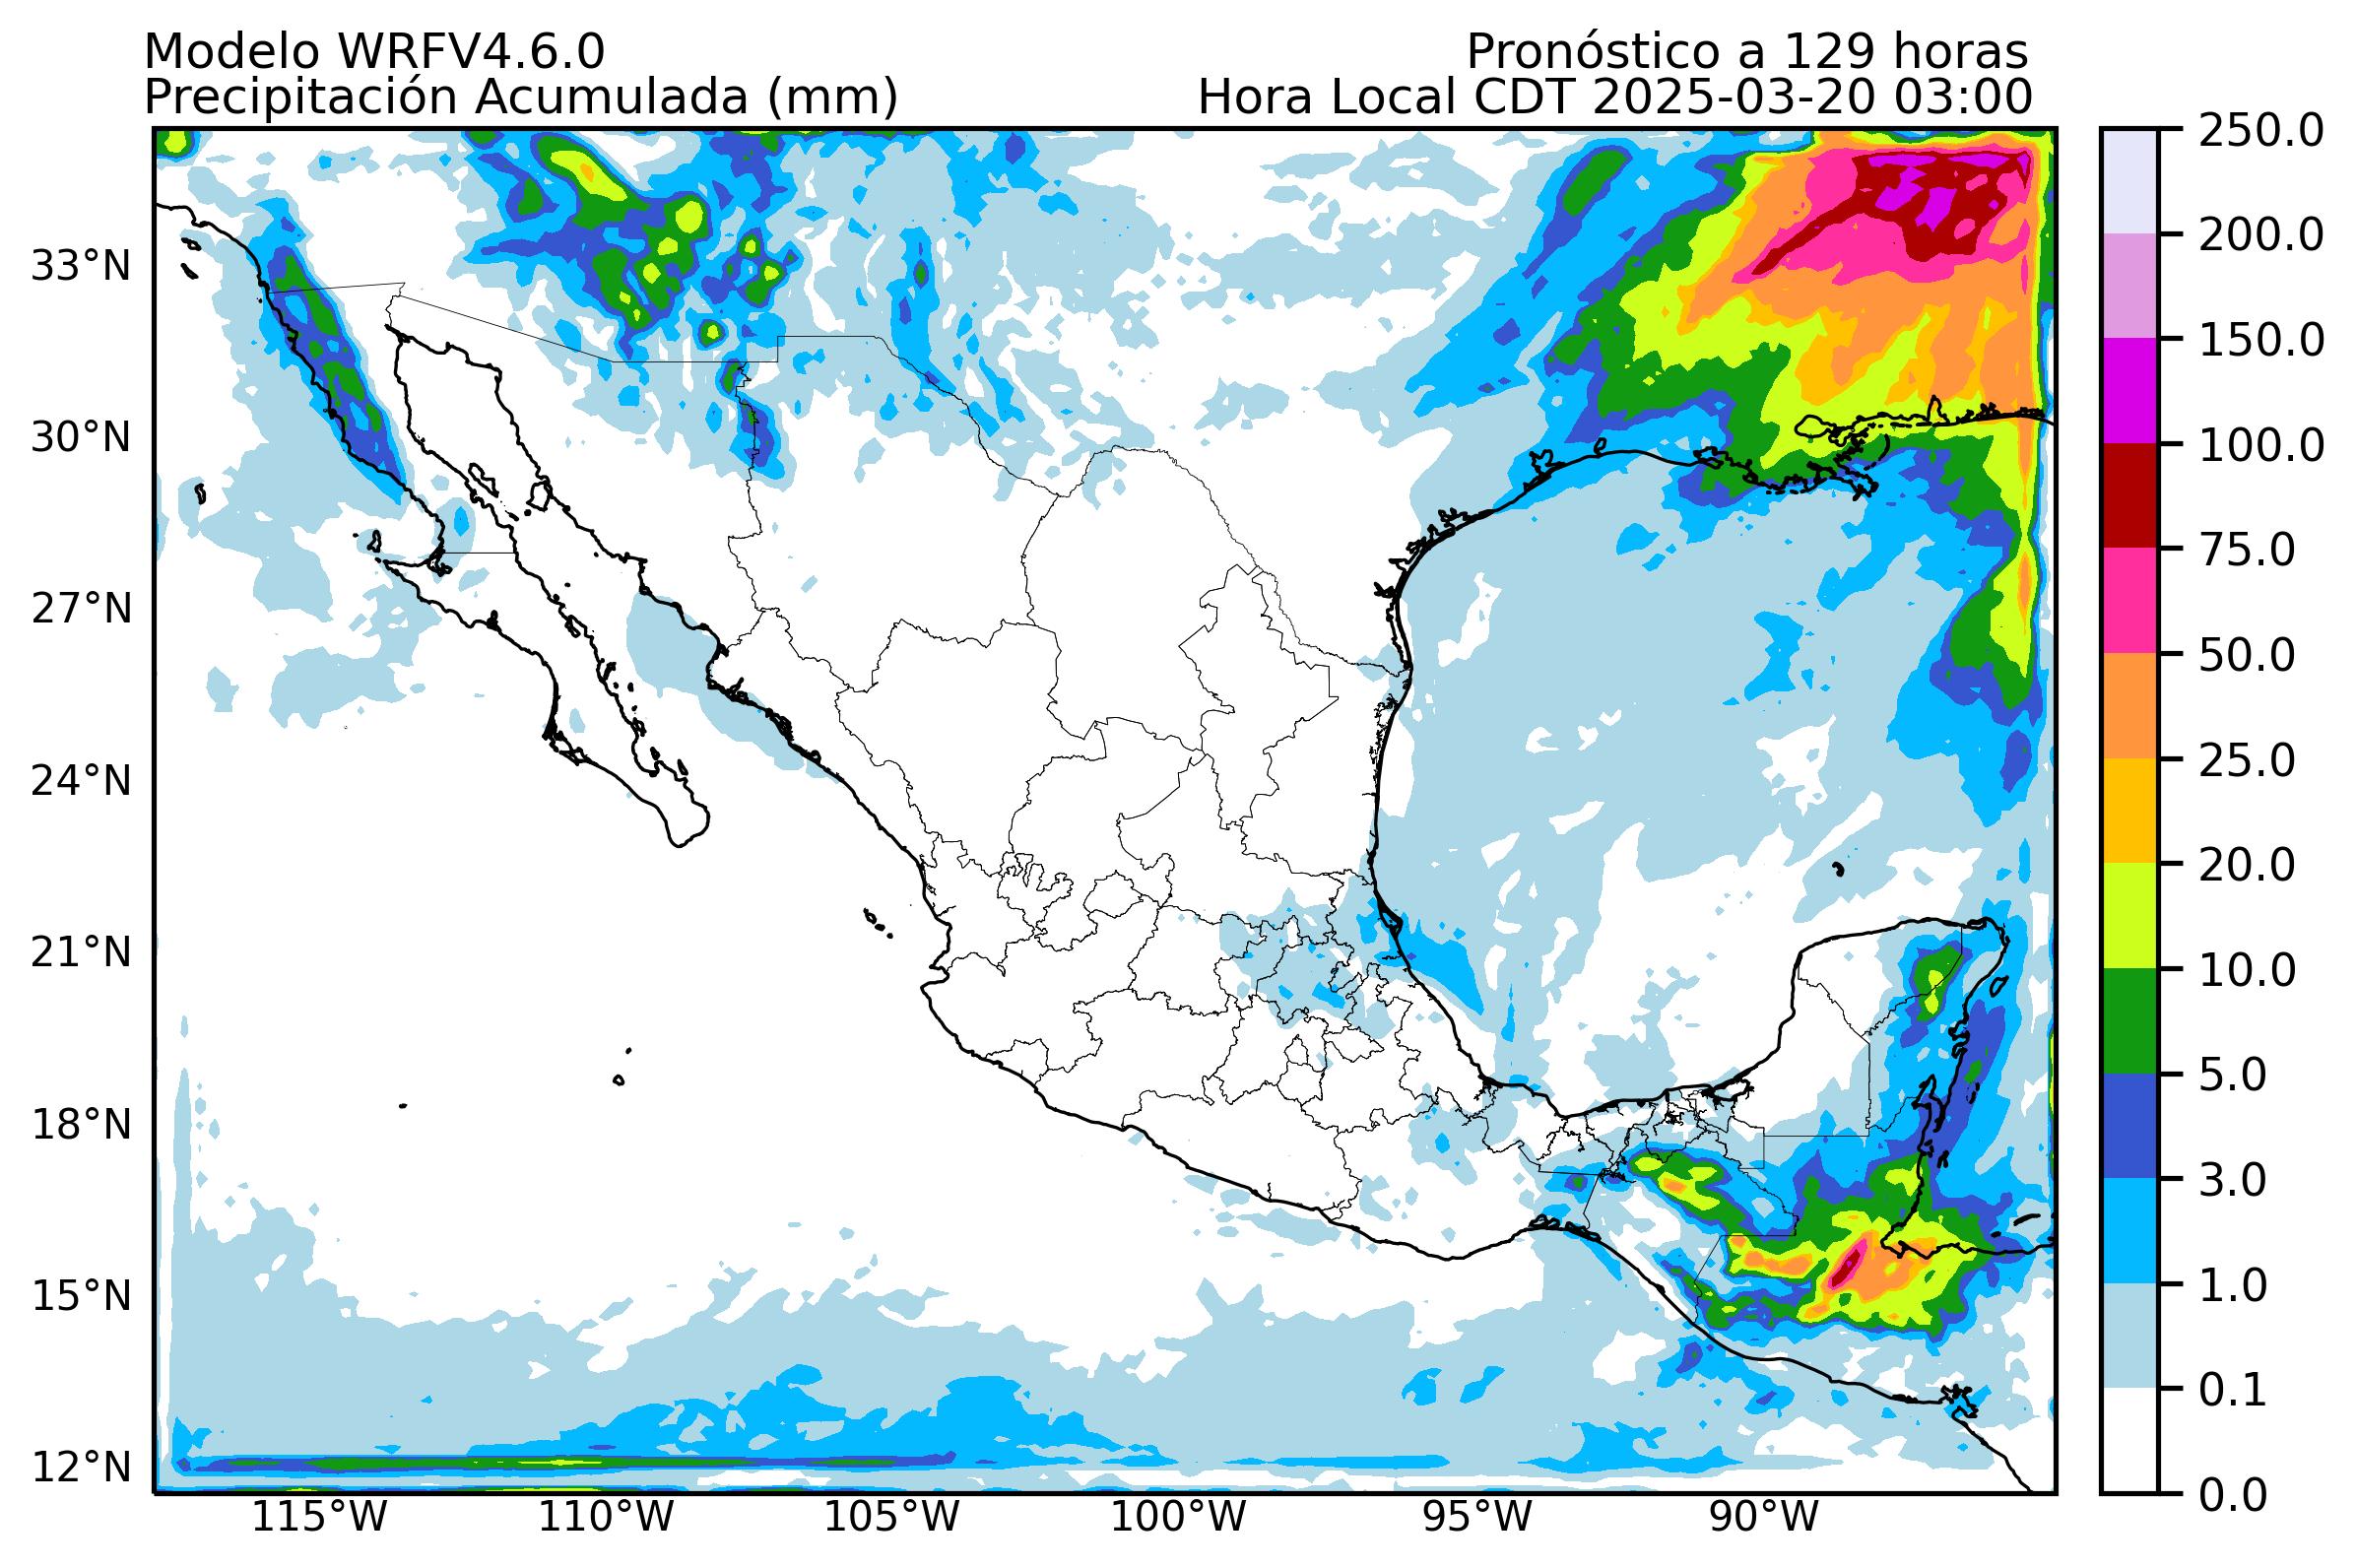 Modelo WRFV4.6.0
Pronóstico a 129 horas
Precipitación Acumulada (mm)
Hora Local CDT 2025-03-20 03:00
33°N
30°N
27°N
24°N
21°N
18°N
15°N
12°N
115°W
110°W
105°W
100°W
95°W
90°W
250.0
200.0
150.0
100.0
75.0
50.0
25.0
20.0
10.0
5.0
3.0
1.0
0.1
0.0